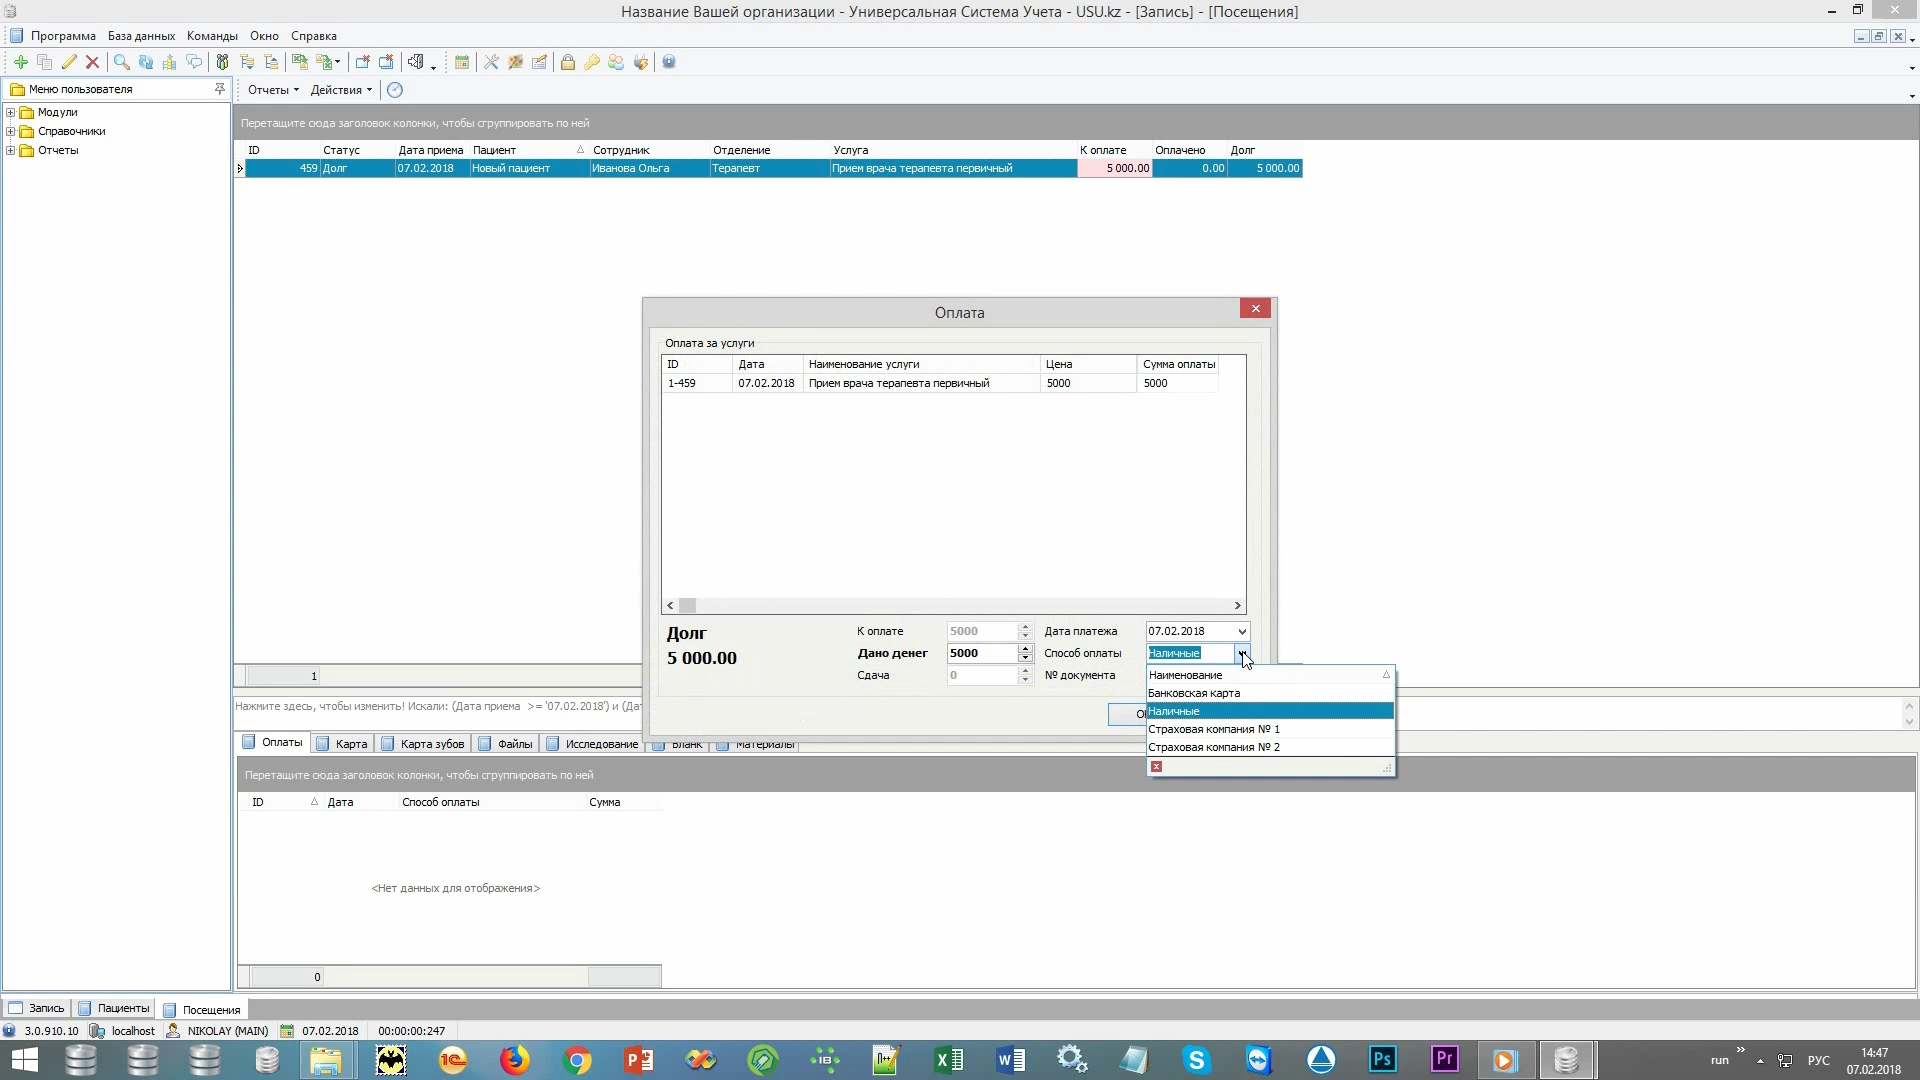 Название Вашей организации - Универсальная Система Учета - USU.kz - [Запись] - [Посещения]
Программа База данных Команды Окно Справка
Меню пользователя
Отчеты Действия
Модули
Справочники
Отчеты
Перетащите сюда заголовок колонки, чтобы сгруппировать по ней
ID Статус Дата приема Пациент Сотрудник Отделение Услуга К оплате Оплачено Долг
459 Долг 07.02.2018 Новый пациент Иванова Ольга Терапевт Прием врача терапевта первичный 5 000.00 0.00 5 000.00
Оплата
Оплата за услуги
ID Дата Наименование услуги Цена Сумма оплаты
1-459 07.02.2018 Прием врача терапевта первичный 5000 5000
Долг
5 000.00
К оплате 5000 Дата платежа 07.02.2018
Дано денег 5000 Способ оплаты Наличные
Сдача 0 № документа
Наименование
Банковская карта
Наличные
Страховая компания № 1
Страховая компания № 2
1
Нажмите здесь, чтобы изменить! Искали: (Дата приема >= '07.02.2018') и (Да
Оплаты Карта Карта зубов Файлы Исследование Бланк Материалы
Перетащите сюда заголовок колонки, чтобы сгруппировать по ней
ID Дата Способ оплаты Сумма
<Нет данных для отображения>
0
Запись Пациенты Посещения
3.0.910.10 localhost NIKOLAY (MAIN) 07.02.2018 00:00:00:247
run РУС 14:47
07.02.2018